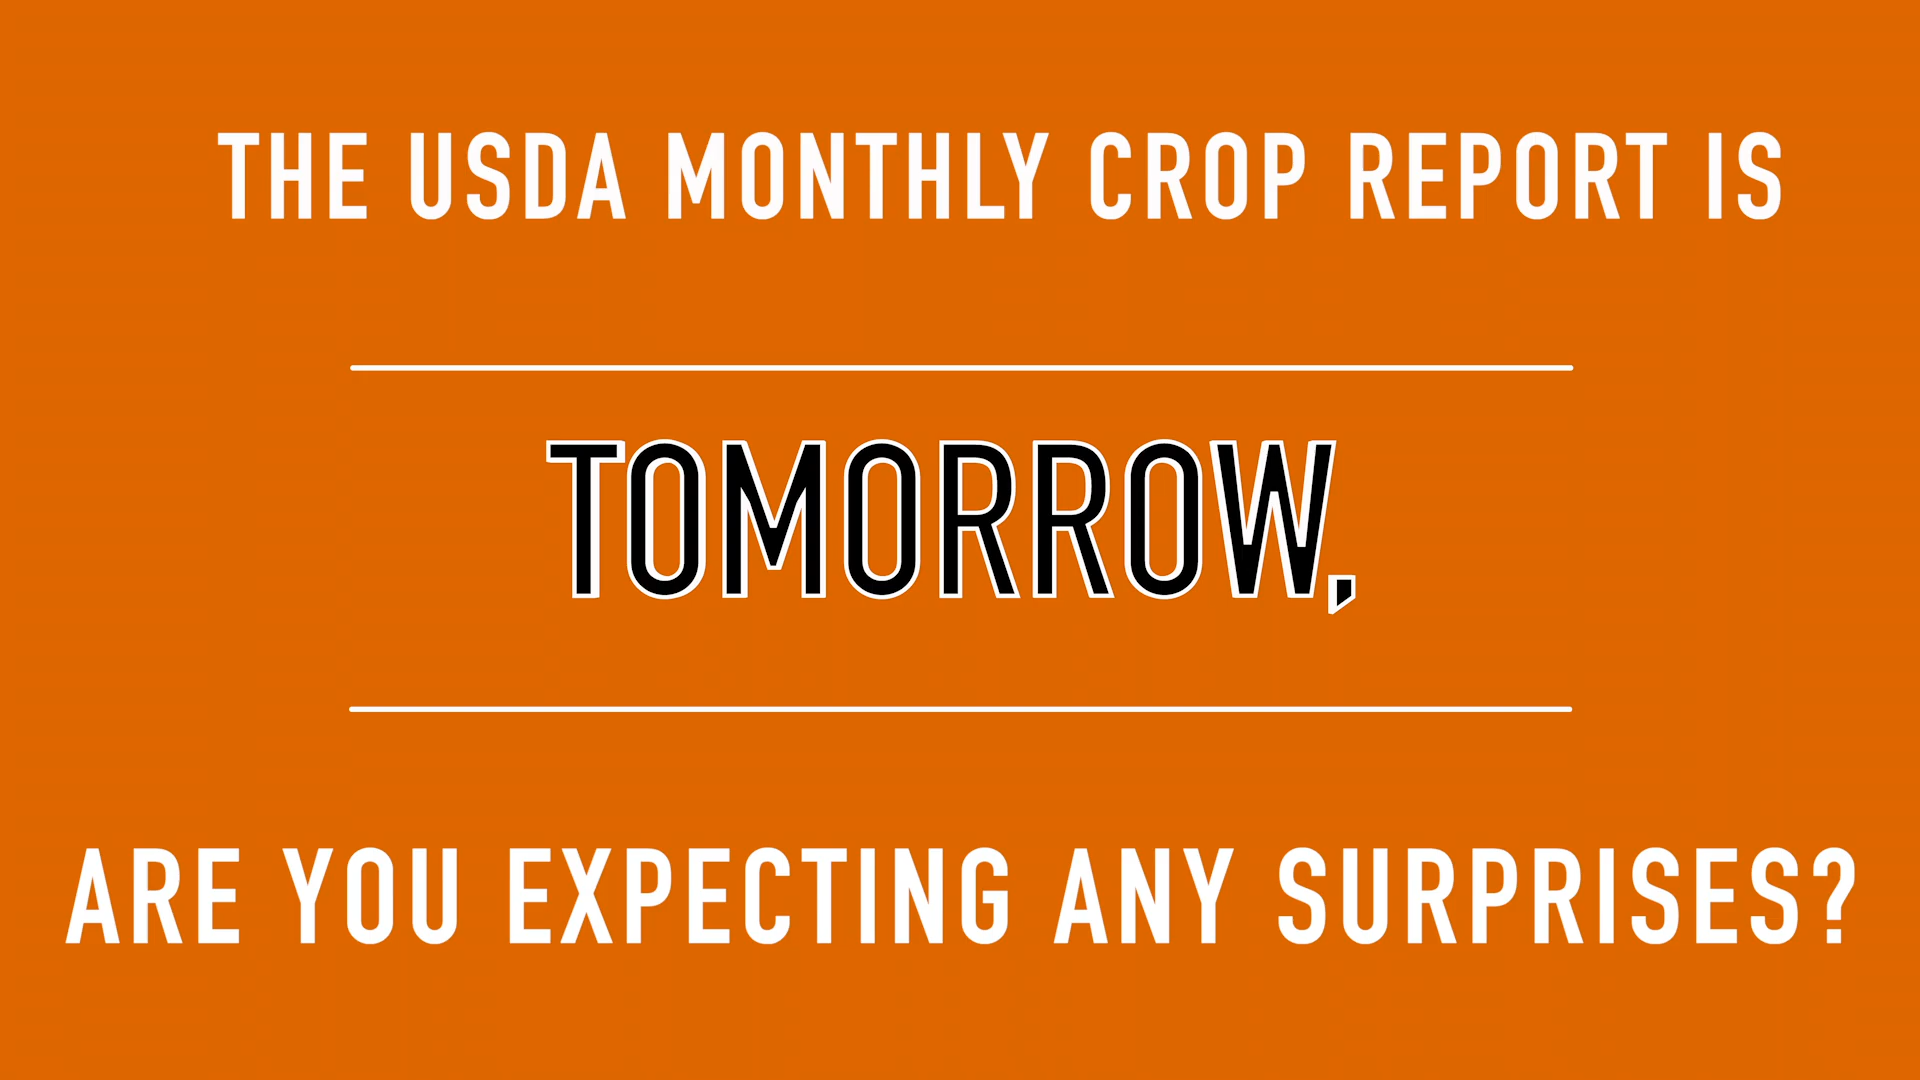 THE USDA MONTHLY CROP REPORT IS
TOMORROW,
ARE YOU EXPECTING ANY SURPRISES?